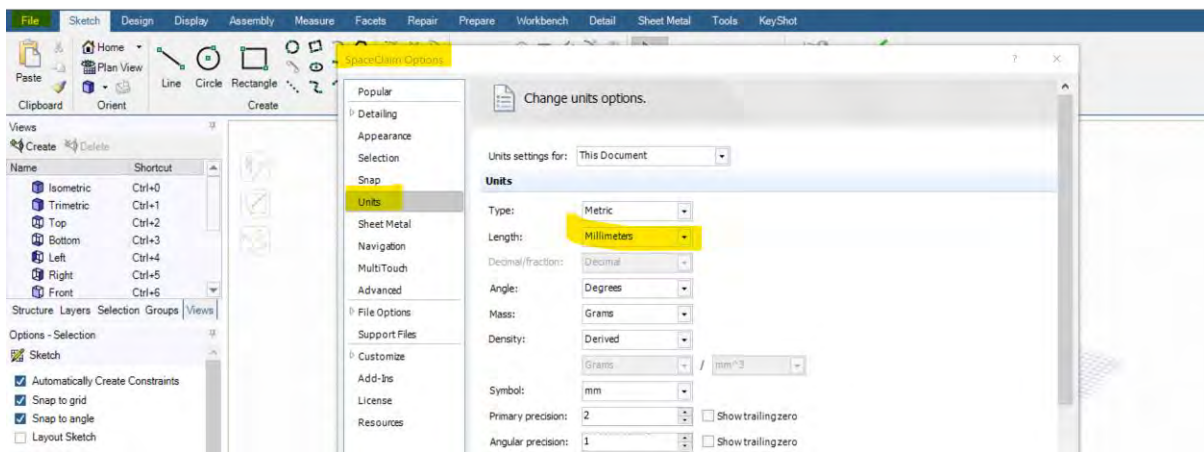 File Sketch Design Display Assembly Measure Facets Repair Prepare Workbench Detail Sheet Metal Tools KeyShot
Paste
Home
Plan View
Line Circle Rectangle
Clipboard Orient Create
Views
Create Delete
Name Shortcut
Isometric Ctrl+0
Trimetric Ctrl+1
Top Ctrl+2
Bottom Ctrl+3
Left Ctrl+4
Right Ctrl+5
Front Ctrl+6
Structure Layers Selection Groups Views
Options - Selection
Sketch
Automatically Create Constraints
Snap to grid
Snap to angle
Layout Sketch
SpaceClaim Options
Popular
Detailing
Appearance
Selection
Snap
Units
Sheet Metal
Navigation
MultiTouch
Advanced
File Options
Support Files
Customize
Add-Ins
License
Resources
Change units options.
Units settings for: This Document
Units
Type: Metric
Length: Millimeters
Decimal/fraction: Decimal
Angle: Degrees
Mass: Grams
Density: Derived
Grams / mm^3
Symbol: mm
Primary precision: 2 Show trailing zero
Angular precision: 1 Show trailing zero